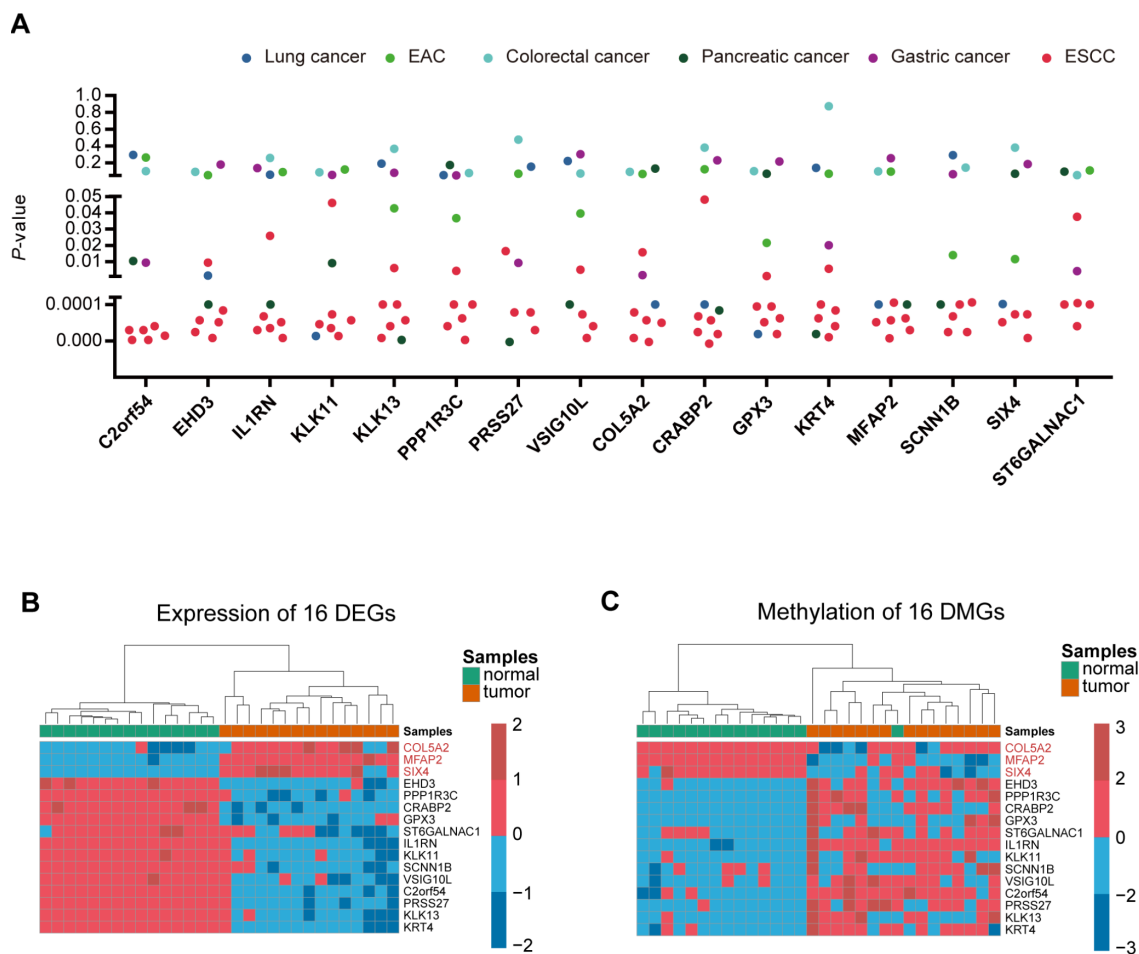 A
Lung cancer EAC Colorectal cancer Pancreatic cancer Gastric cancer ESCC
P-value
1.0
0.8
0.6
0.4
0.2
0.05
0.04
0.03
0.02
0.01
0.0001
0.000
C2orf54 EHD3 IL1RN KLK11 KLK13 PPP1R3C PRSS27 VSIG10L COL5A2 CRABP2 GPX3 KRT4 MFAP2 SCNN1B SIX4 ST6GALNAC1
B
Expression of 16 DEGs
Samples
normal
tumor
Samples
COL5A2
MFAP2
SIX4
EHD3
PPP1R3C
CRABP2
GPX3
ST6GALNAC1
IL1RN
KLK11
SCNN1B
VSIG10L
C2orf54
PRSS27
KLK13
KRT4
2
1
0
−1
−2
C
Methylation of 16 DMGs
Samples
normal
tumor
Samples
COL5A2
MFAP2
SIX4
EHD3
PPP1R3C
CRABP2
GPX3
ST6GALNAC1
IL1RN
KLK11
SCNN1B
VSIG10L
C2orf54
PRSS27
KLK13
KRT4
3
2
0
−2
−3